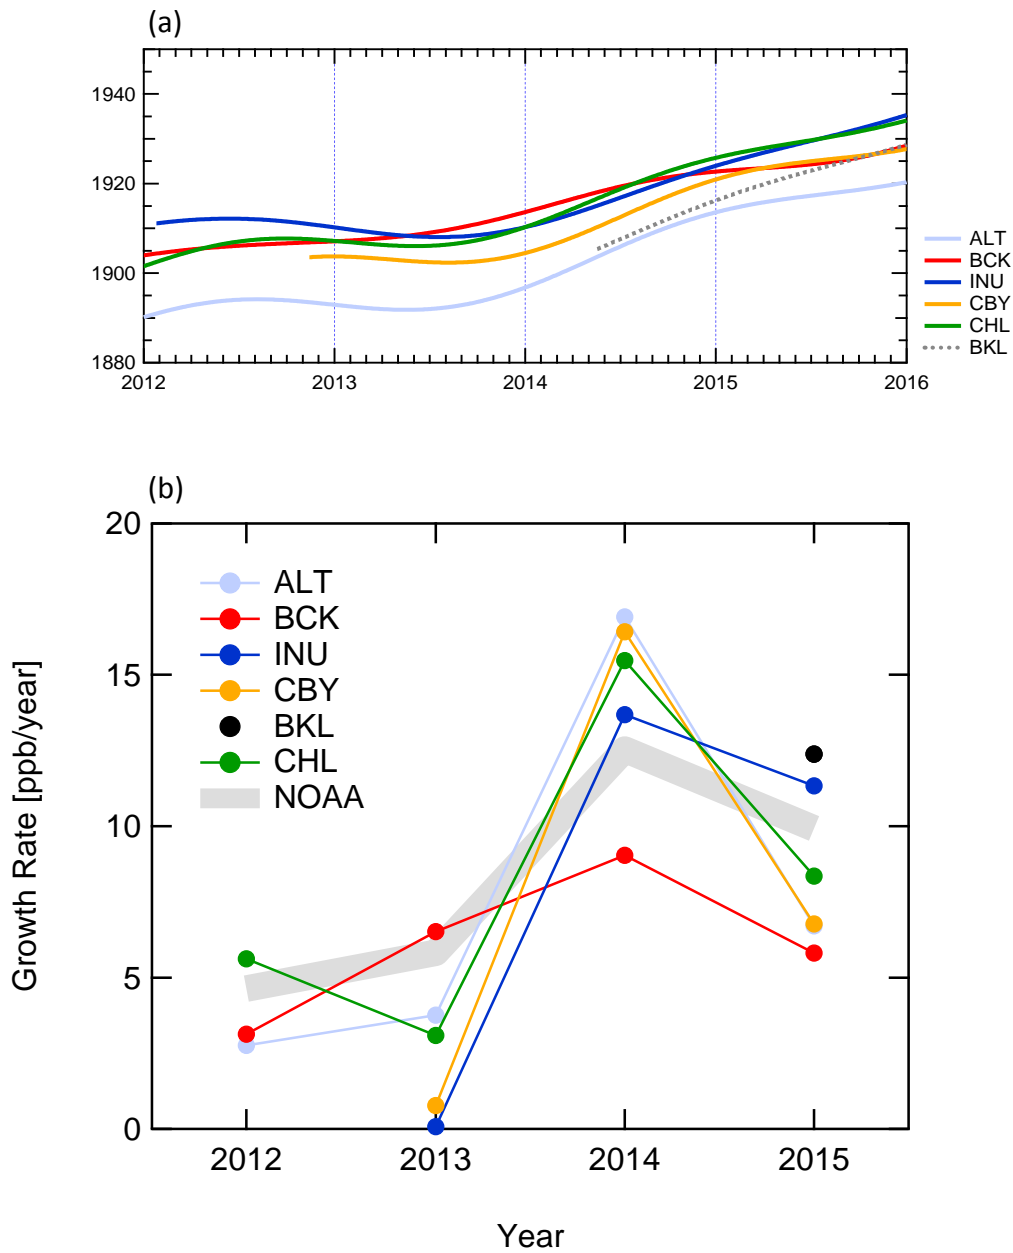 (a)
1940
1920
1900
1880
2012 2013 2014 2015 2016
ALT
BCK
INU
CBY
CHL
BKL
(b)
20
15
10
5
0
Growth Rate [ppb/year]
ALT
BCK
INU
CBY
BKL
CHL
NOAA
2012 2013 2014 2015
Year